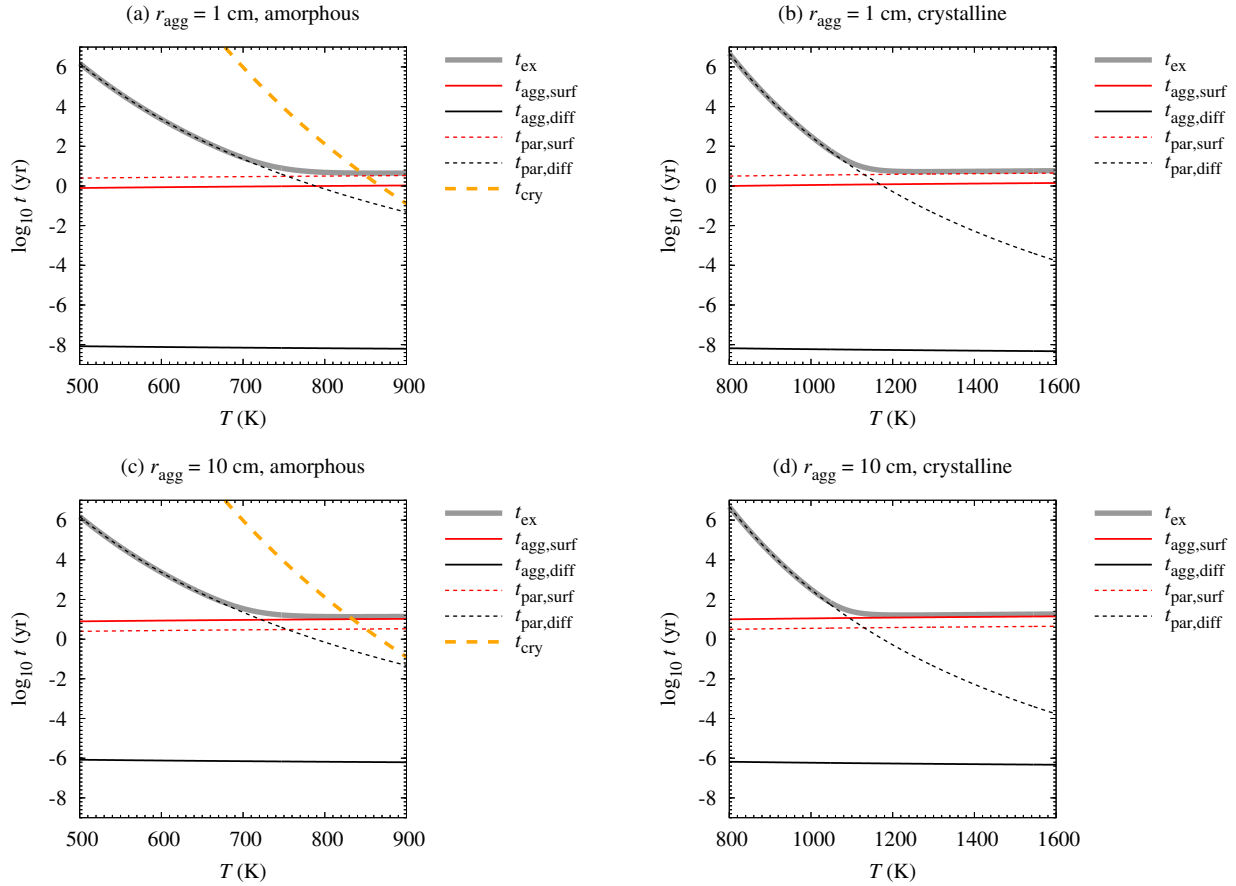 (a) r_agg = 1 cm, amorphous
log10 t (yr)
6
4
2
0
-2
-4
-6
-8
500 600 700 800 900
T (K)
t_ex
t_agg,surf
t_agg,diff
t_par,surf
t_par,diff
t_cry
(b) r_agg = 1 cm, crystalline
log10 t (yr)
6
4
2
0
-2
-4
-6
-8
800 1000 1200 1400 1600
T (K)
t_ex
t_agg,surf
t_agg,diff
t_par,surf
t_par,diff
(c) r_agg = 10 cm, amorphous
log10 t (yr)
6
4
2
0
-2
-4
-6
-8
500 600 700 800 900
T (K)
t_ex
t_agg,surf
t_agg,diff
t_par,surf
t_par,diff
t_cry
(d) r_agg = 10 cm, crystalline
log10 t (yr)
6
4
2
0
-2
-4
-6
-8
800 1000 1200 1400 1600
T (K)
t_ex
t_agg,surf
t_agg,diff
t_par,surf
t_par,diff